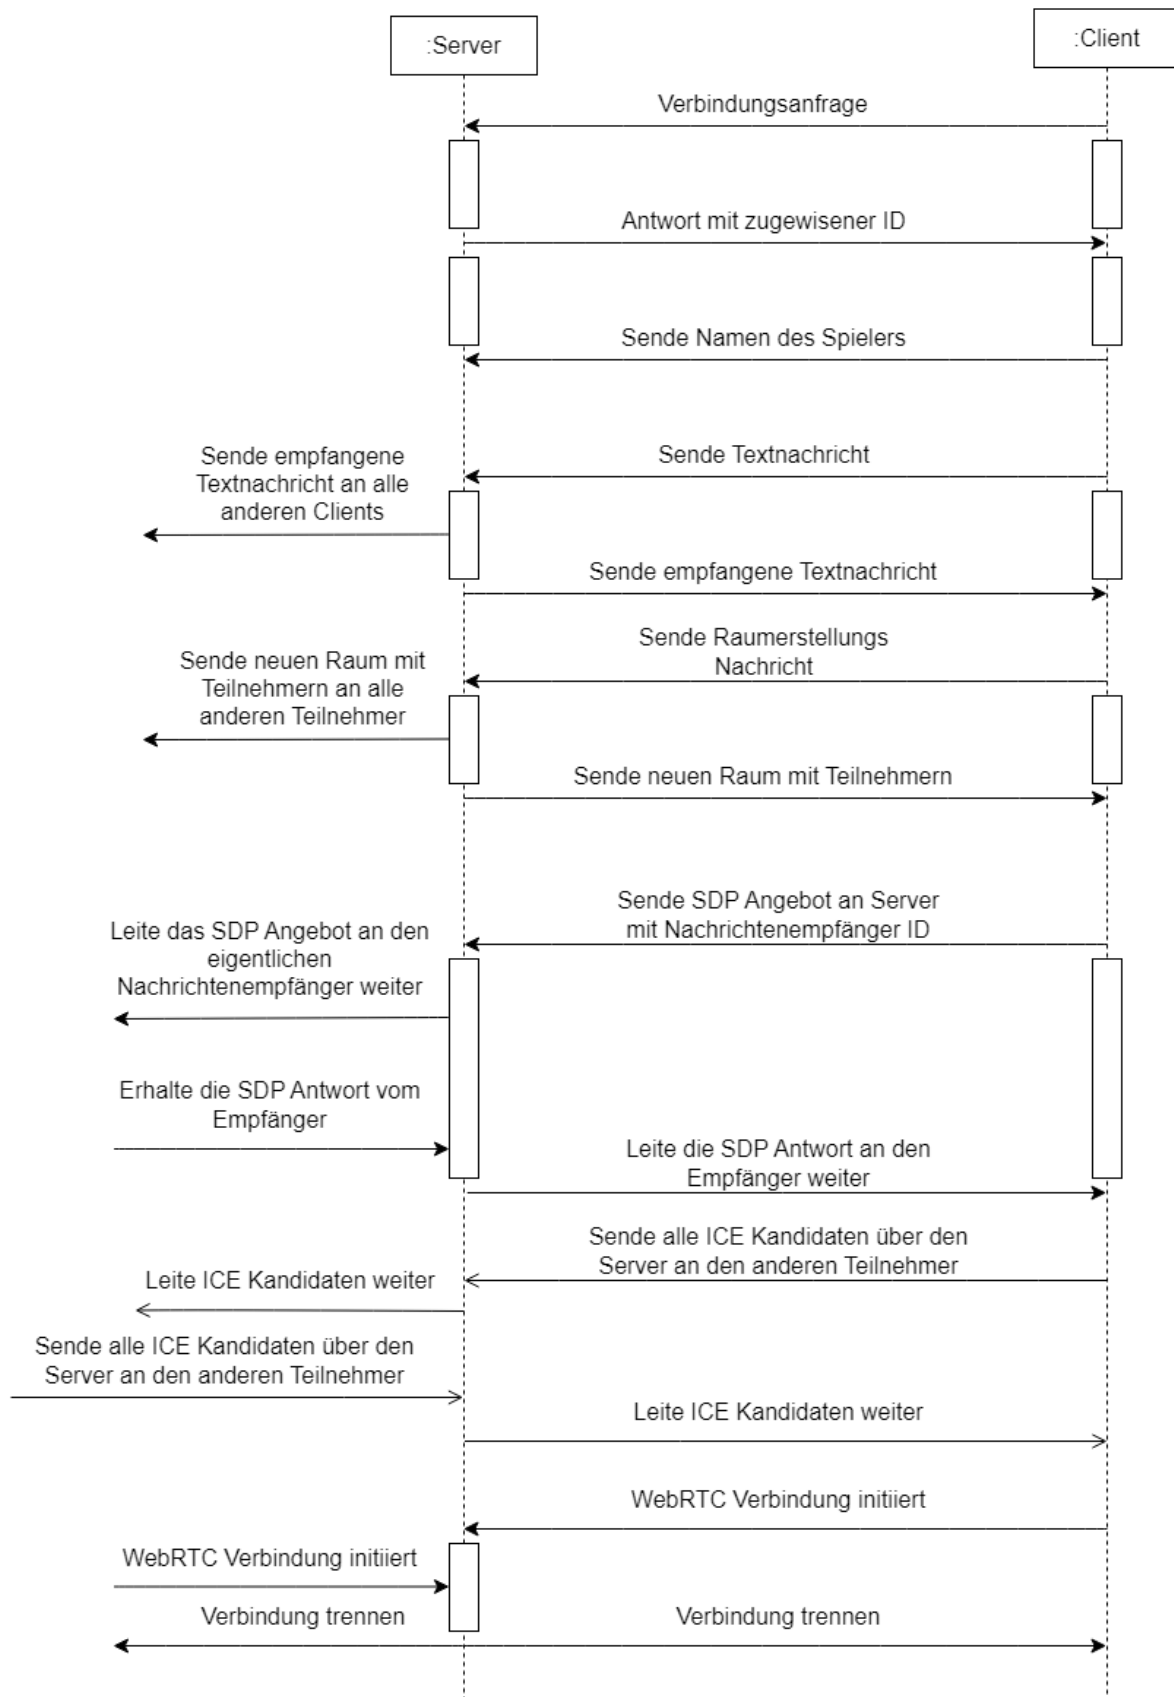 :Server
:Client
Verbindungsanfrage
Antwort mit zugewisener ID
Sende Namen des Spielers
Sende Textnachricht
Sende empfangene
Textnachricht an alle
anderen Clients
Sende empfangene Textnachricht
Sende Raumerstellungs
Nachricht
Sende neuen Raum mit
Teilnehmern an alle
anderen Teilnehmer
Sende neuen Raum mit Teilnehmern
Sende SDP Angebot an Server
mit Nachrichtenempfänger ID
Leite das SDP Angebot an den
eigentlichen
Nachrichtenempfänger weiter
Erhalte die SDP Antwort vom
Empfänger
Leite die SDP Antwort an den
Empfänger weiter
Sende alle ICE Kandidaten über den
Server an den anderen Teilnehmer
Leite ICE Kandidaten weiter
Sende alle ICE Kandidaten über den
Server an den anderen Teilnehmer
Leite ICE Kandidaten weiter
WebRTC Verbindung initiiert
WebRTC Verbindung initiiert
Verbindung trennen
Verbindung trennen